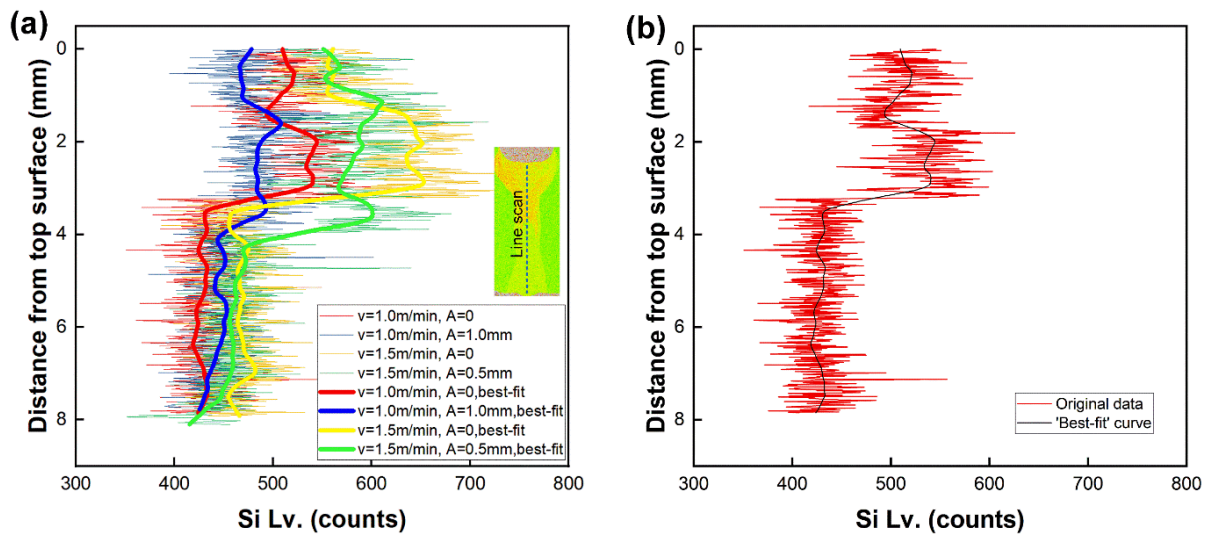 (a)
300 400 500 600 700 800
0
2
4
6
8
Distance from top surface (mm)
Si Lv. (counts)
Line scan
v=1.0m/min, A=0
v=1.0m/min, A=1.0mm
v=1.5m/min, A=0
v=1.5m/min, A=0.5mm
v=1.0m/min, A=0,best-fit
v=1.0m/min, A=1.0mm,best-fit
v=1.5m/min, A=0,best-fit
v=1.5m/min, A=0.5mm,best-fit
(b)
300 400 500 600 700 800
0
2
4
6
8
Distance from top surface (mm)
Si Lv. (counts)
Original data
'Best-fit' curve